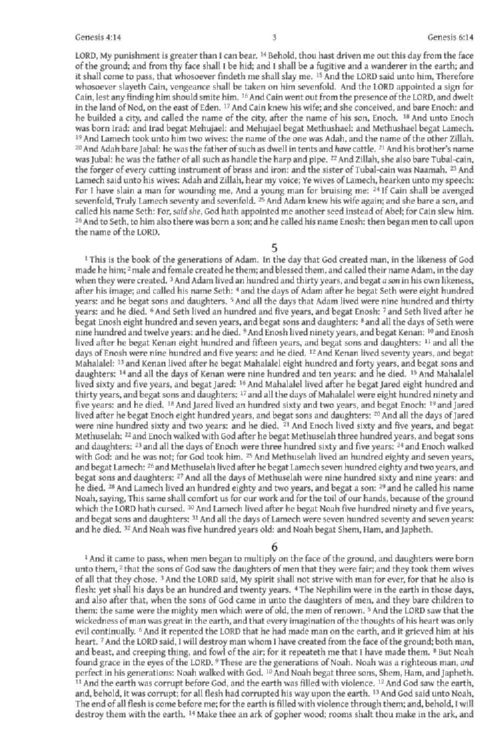 Genesis 4:14 3 Genesis 6:14
LORD, My punishment is greater than I can bear. 14 Behold, thou hast driven me out this day from the face
of the ground; and from thy face shall I be hid; and I shall be a fugitive and a wanderer in the earth; and
it shall come to pass, that whosoever findeth me shall slay me. 15 And the LORD said unto him, Therefore
whosoever slayeth Cain, vengeance shall be taken on him sevenfold. And the LORD appointed a sign for
Cain, lest any finding him should smite him. 16 And Cain went out from the presence of the LORD, and dwelt
in the land of Nod, on the east of Eden. 17 And Cain knew his wife; and she conceived, and bare Enoch: and
he builded a city, and called the name of the city, after the name of his son, Enoch. 18 And unto Enoch
was born Irad: and Irad begat Mehujael: and Mehujael begat Methushael: and Methushael begat Lamech.
19 And Lamech took unto him two wives: the name of the one was Adah, and the name of the other Zillah.
20 And Adah bare Jabal: he was the father of such as dwell in tents and have cattle. 21 And his brother's name
was Jubal: he was the father of all such as handle the harp and pipe. 22 And Zillah, she also bare Tubal-cain,
the forger of every cutting instrument of brass and iron: and the sister of Tubal-cain was Naamah. 23 And
Lamech said unto his wives: Adah and Zillah, hear my voice; Ye wives of Lamech, hearken unto my speech:
For I have slain a man for wounding me, And a young man for bruising me: 24 If Cain shall be avenged
sevenfold, Truly Lamech seventy and sevenfold. 25 And Adam knew his wife again; and she bare a son, and
called his name Seth: For, said she, God hath appointed me another seed instead of Abel; for Cain slew him.
26 And to Seth, to him also there was born a son; and he called his name Enosh: then began men to call upon
the name of the LORD.
5
1 This is the book of the generations of Adam. In the day that God created man, in the likeness of God
made he him; 2 male and female created he them; and blessed them, and called their name Adam, in the day
when they were created. 3 And Adam lived an hundred and thirty years, and begat a son in his own likeness,
after his image; and called his name Seth: 4 and the days of Adam after he begat Seth were eight hundred
years: and he begat sons and daughters. 5 And all the days that Adam lived were nine hundred and thirty
years: and he died. 6 And Seth lived an hundred and five years, and begat Enosh: 7 and Seth lived after he
begat Enosh eight hundred and seven years, and begat sons and daughters: 8 and all the days of Seth were
nine hundred and twelve years: and he died. 9 And Enosh lived ninety years, and begat Kenan: 10 and Enosh
lived after he begat Kenan eight hundred and fifteen years, and begat sons and daughters: 11 and all the
days of Enosh were nine hundred and five years: and he died. 12 And Kenan lived seventy years, and begat
Mahalalel: 13 and Kenan lived after he begat Mahalalel eight hundred and forty years, and begat sons and
daughters: 14 and all the days of Kenan were nine hundred and ten years: and he died. 15 And Mahalalel
lived sixty and five years, and begat Jared: 16 And Mahalalel lived after he begat Jared eight hundred and
thirty years, and begat sons and daughters: 17 and all the days of Mahalalel were eight hundred ninety and
five years: and he died. 18 And Jared lived an hundred sixty and two years, and begat Enoch: 19 and Jared
lived after he begat Enoch eight hundred years, and begat sons and daughters: 20 And all the days of Jared
were nine hundred sixty and two years: and he died. 21 And Enoch lived sixty and five years, and begat
Methuselah: 22 and Enoch walked with God after he begat Methuselah three hundred years, and begat sons
and daughters: 23 and all the days of Enoch were three hundred sixty and five years: 24 and Enoch walked
with God: and he was not; for God took him. 25 And Methuselah lived an hundred eighty and seven years,
and begat Lamech: 26 and Methuselah lived after he begat Lamech seven hundred eighty and two years, and
begat sons and daughters: 27 And all the days of Methuselah were nine hundred sixty and nine years: and
he died. 28 And Lamech lived an hundred eighty and two years, and begat a son: 29 and he called his name
Noah, saying, This same shall comfort us for our work and for the toil of our hands, because of the ground
which the LORD hath cursed. 30 And Lamech lived after he begat Noah five hundred ninety and five years,
and begat sons and daughters: 31 And all the days of Lamech were seven hundred seventy and seven years:
and he died. 32 And Noah was five hundred years old: and Noah begat Shem, Ham, and Japheth.
6
1 And it came to pass, when men began to multiply on the face of the ground, and daughters were born
unto them, 2 that the sons of God saw the daughters of men that they were fair; and they took them wives
of all that they chose. 3 And the LORD said, My spirit shall not strive with man for ever, for that he also is
flesh: yet shall his days be an hundred and twenty years. 4 The Nephilim were in the earth in those days,
and also after that, when the sons of God came in unto the daughters of men, and they bare children to
them: the same were the mighty men which were of old, the men of renown. 5 And the LORD saw that the
wickedness of man was great in the earth, and that every imagination of the thoughts of his heart was only
evil continually. 6 And it repented the LORD that he had made man on the earth, and it grieved him at his
heart. 7 And the LORD said, I will destroy man whom I have created from the face of the ground; both man,
and beast, and creeping thing, and fowl of the air; for it repenteth me that I have made them. 8 But Noah
found grace in the eyes of the LORD. 9 These are the generations of Noah. Noah was a righteous man, and
perfect in his generations: Noah walked with God. 10 And Noah begat three sons, Shem, Ham, and Japheth.
11 And the earth was corrupt before God, and the earth was filled with violence. 12 And God saw the earth,
and, behold, it was corrupt; for all flesh had corrupted his way upon the earth. 13 And God said unto Noah,
The end of all flesh is come before me; for the earth is filled with violence through them; and, behold, I will
destroy them with the earth. 14 Make thee an ark of gopher wood; rooms shalt thou make in the ark, and